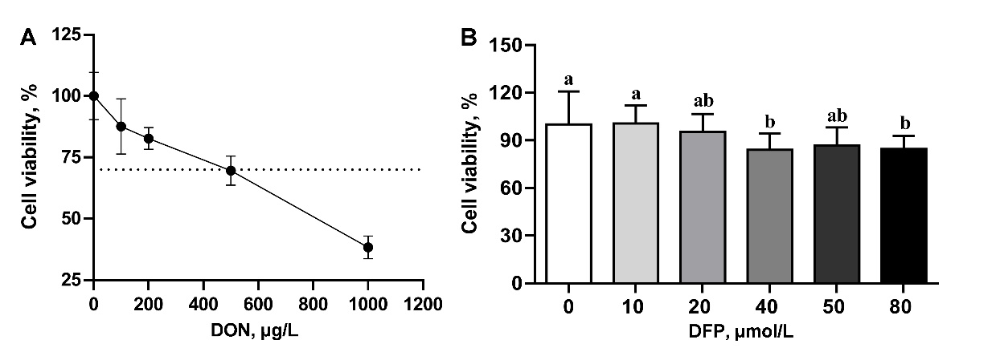 A
125
100
75
50
25
Cell viability, %
0 200 400 600 800 1000 1200
DON, µg/L
B
150
120
90
60
30
0
Cell viability, %
a a ab b ab b
0 10 20 40 50 80
DFP, µmol/L